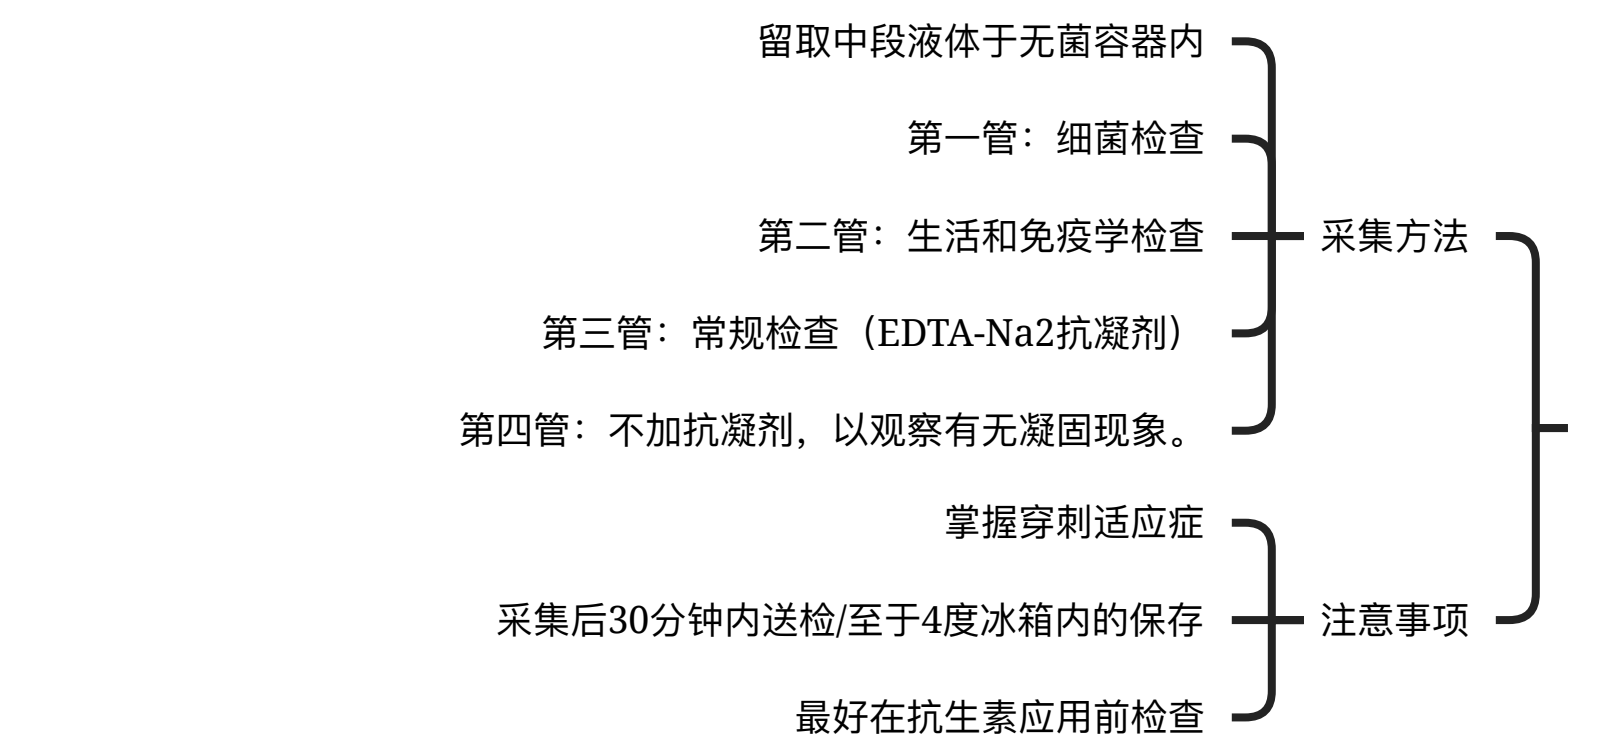 留取中段液体于无菌容器内
第一管：细菌检查
第二管：生活和免疫学检查
采集方法
第三管：常规检查（EDTA-Na2抗凝剂）
第四管：不加抗凝剂，以观察有无凝固现象。
掌握穿刺适应症
采集后30分钟内送检/至于4度冰箱内的保存
注意事项
最好在抗生素应用前检查